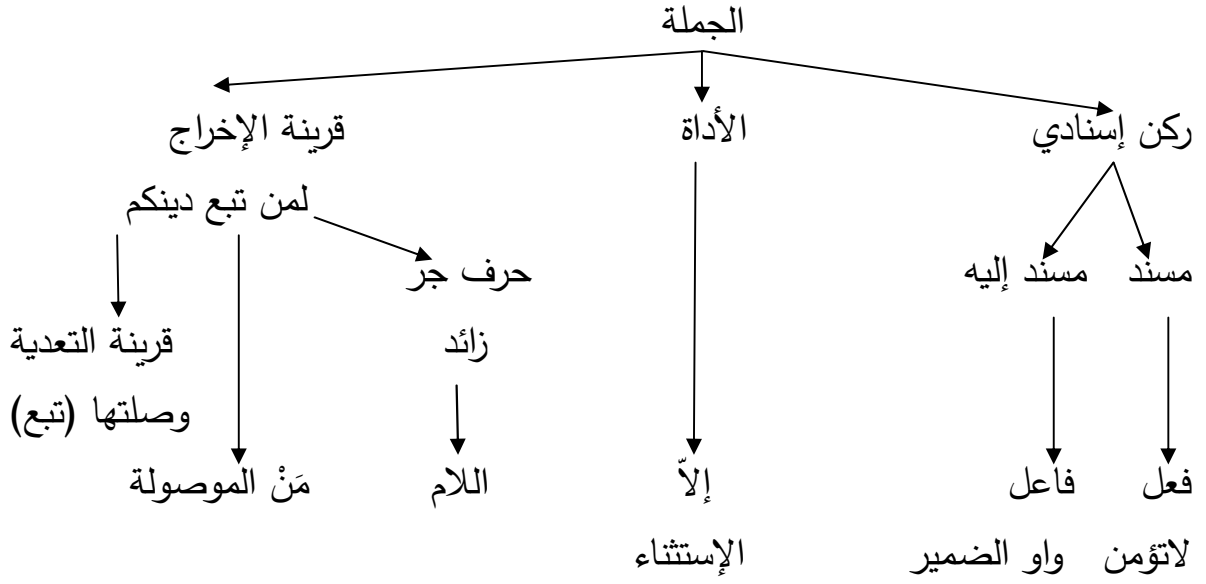 الجملة
ركن إسنادي الأداة قرينة الإخراج
لمن تبع دينكم
مسند مسند إليه حرف جر
زائد قرينة التعدية
وصلتها (تبع)
فعل فاعل إلاّ اللام مَنْ الموصولة
لاتؤمن واو الضمير الإستثناء